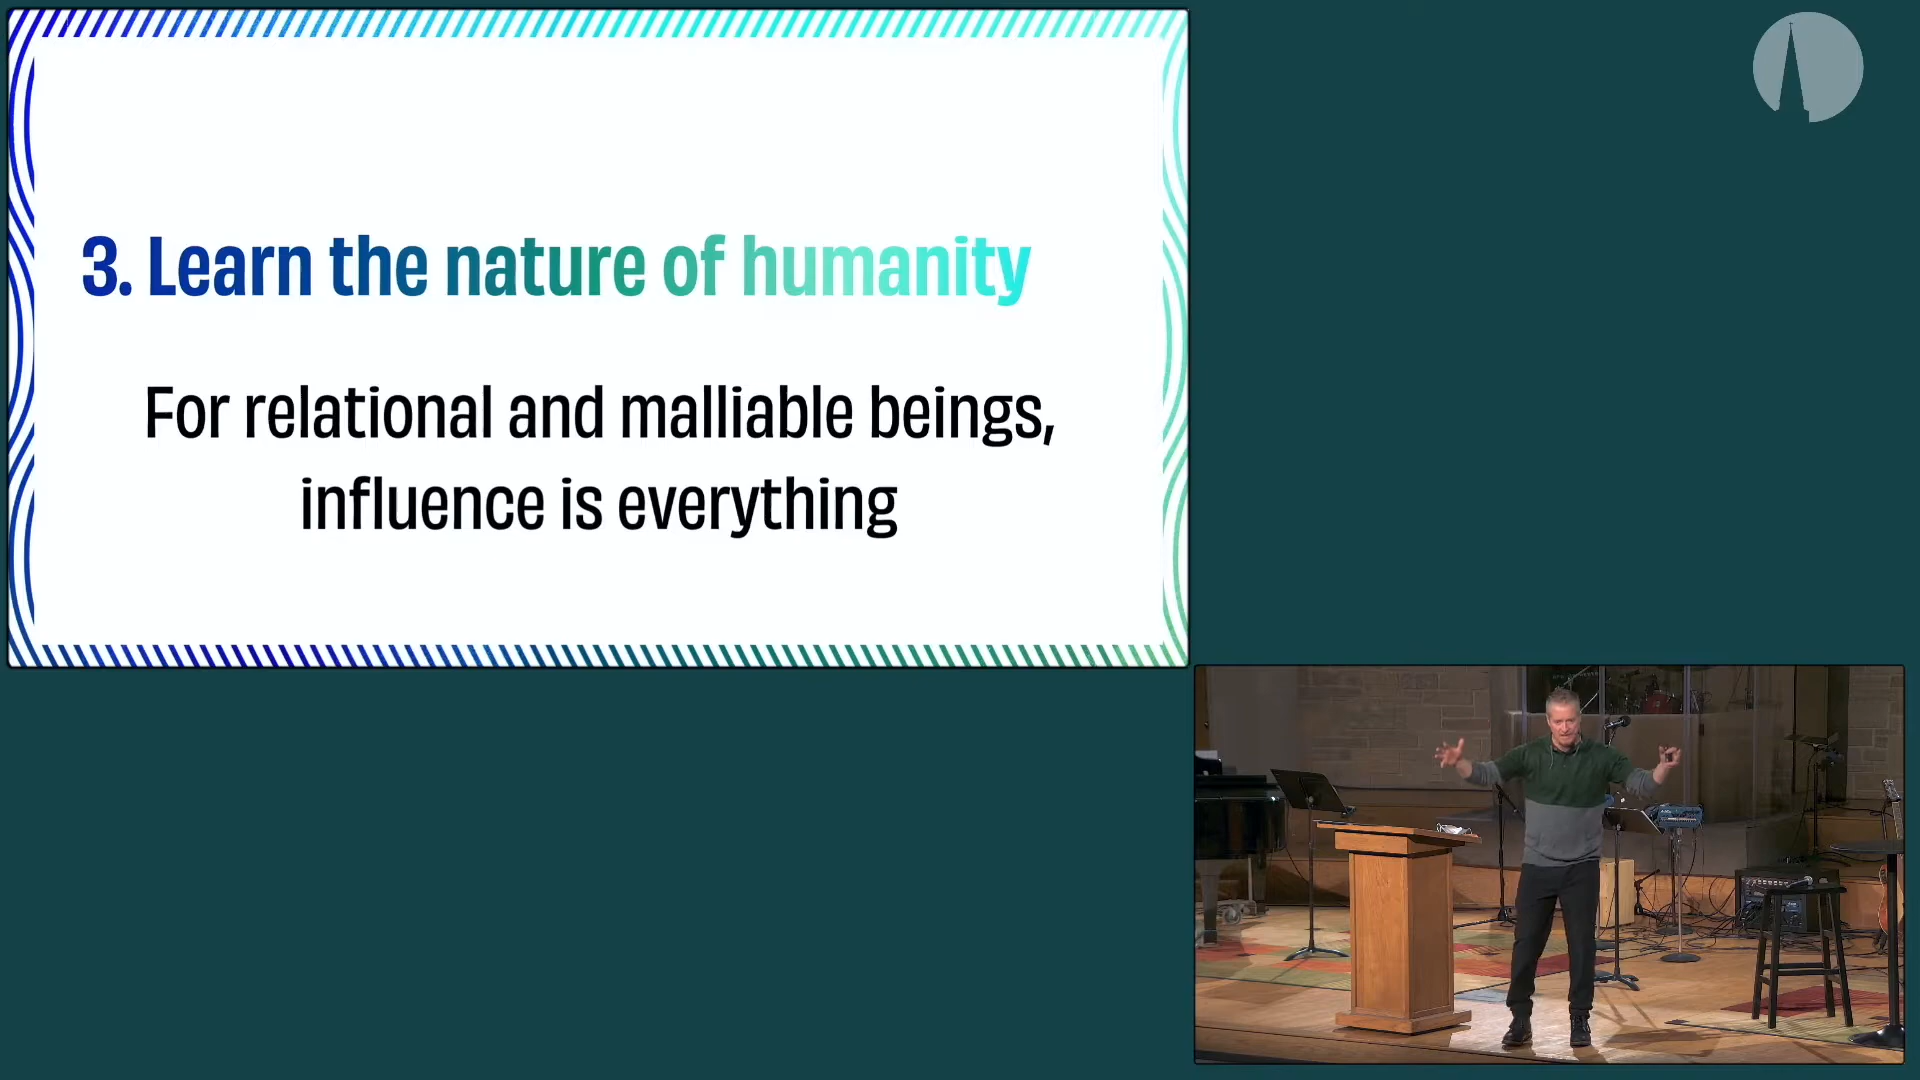 3. Learn the nature of humanity
For relational and malliable beings,
influence is everything